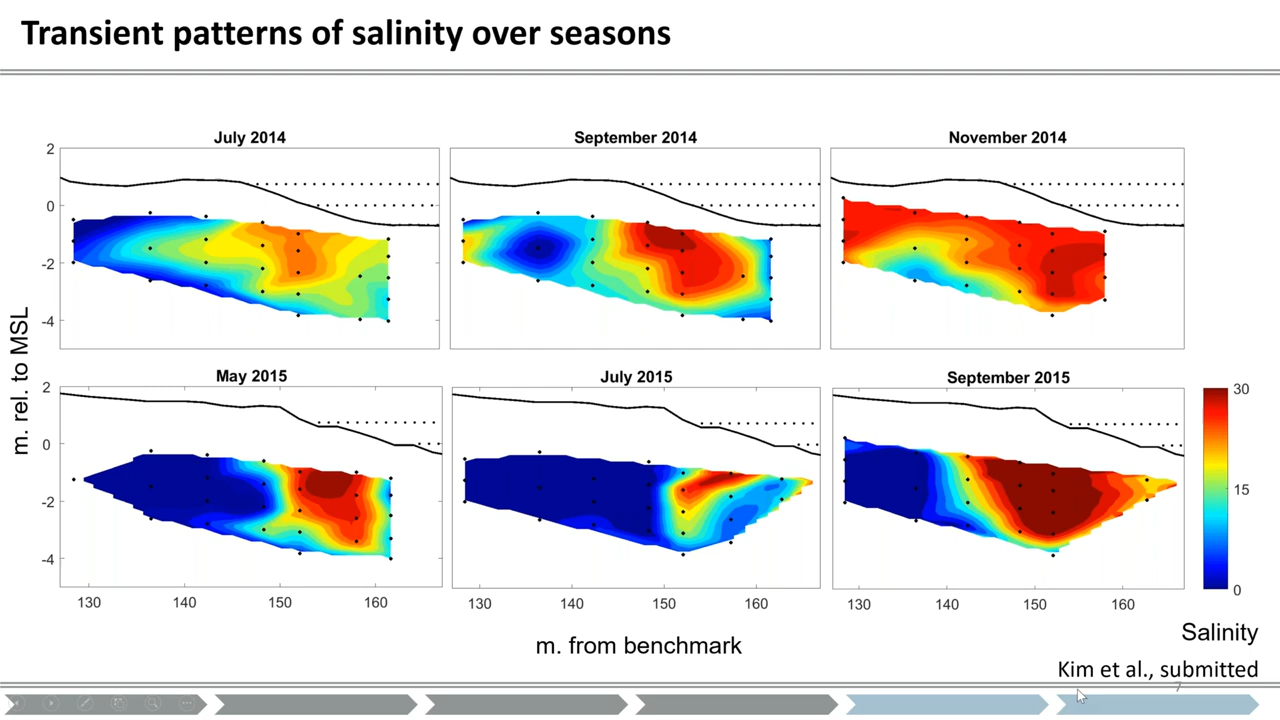 Transient patterns of salinity over seasons
July 2014
September 2014
November 2014
2
0
-2
-4
m. rel. to MSL
May 2015
July 2015
September 2015
2
0
-2
-4
130 140 150 160
130 140 150 160
130 140 150 160
30
15
0
m. from benchmark
Salinity
Kim et al., submitted
7